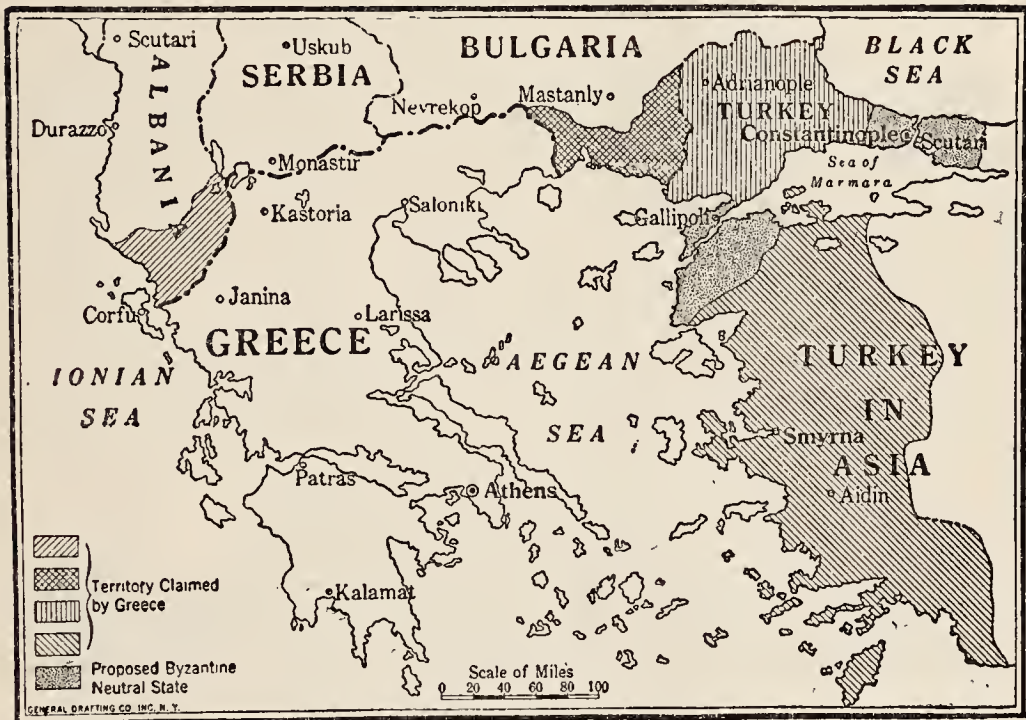 Scutari
ALBANI
Uskub
SERBIA
BULGARIA
BLACK
SEA
Durazzo
Nevrekop
Mastanly
Adrianople
TURKEY
Constantinople
Scutari
Sea of
Marmara
Monastir
Kastoria
Saloniki
Gallipoli
Corfu
Janina
Larissa
GREECE
AEGEAN
SEA
IONIAN
SEA
TURKEY
IN
ASIA
Smyrna
Aidin
Patras
Athens
Kalamat
Territory Claimed
by Greece
Proposed Byzantine
Neutral State
Scale of Miles
0 20 40 60 80 100
GENERAL DRAFTING CO. INC. N. Y.